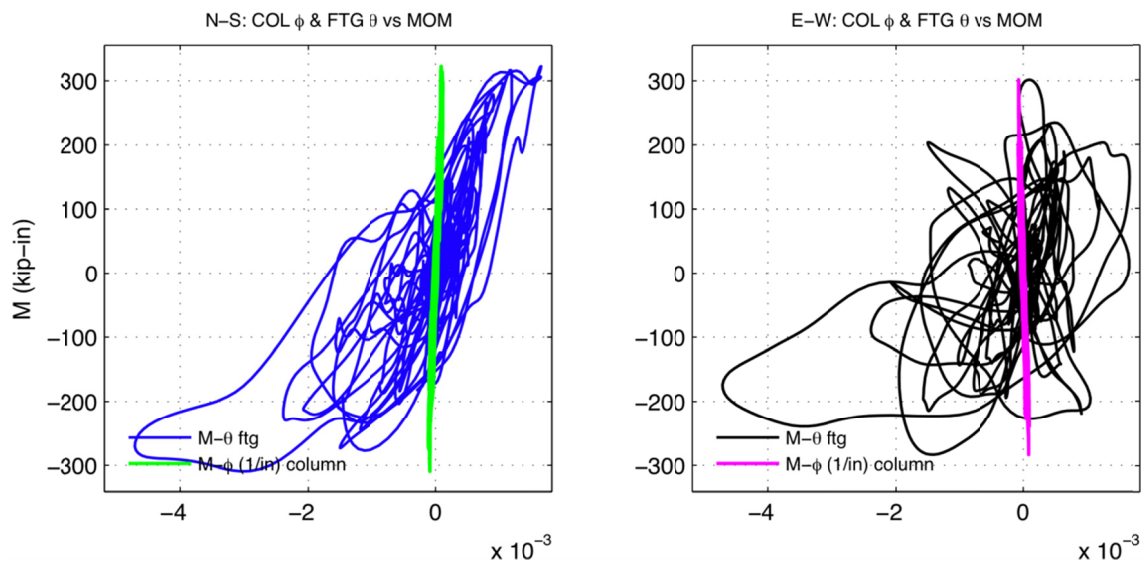 N–S: COL ϕ & FTG θ vs MOM
M (kip–in)
300
200
100
0
−100
−200
−300
M–θ ftg
M–ϕ (1/in) column
−4
−2
0
x 10⁻³
E–W: COL ϕ & FTG θ vs MOM
300
200
100
0
−100
−200
−300
M–θ ftg
M–ϕ (1/in) column
−4
−2
0
x 10⁻³